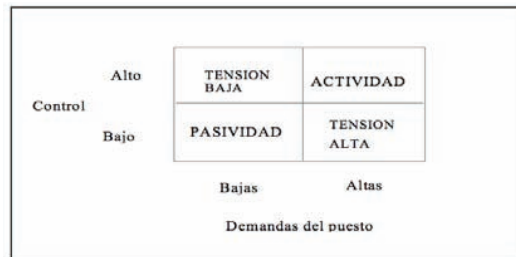 Alto
TENSION
BAJA
ACTIVIDAD
Control
Bajo
PASIVIDAD
TENSION
ALTA
Bajas
Altas
Demandas del puesto